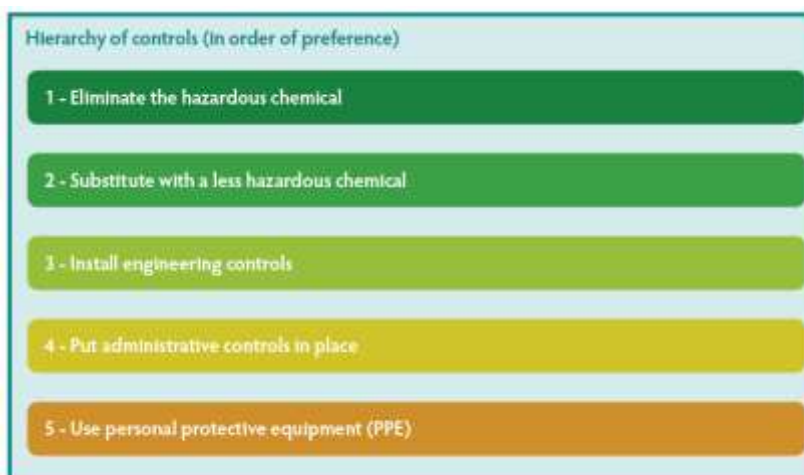 Hierarchy of controls (in order of preference)
1 - Eliminate the hazardous chemical
2 - Substitute with a less hazardous chemical
3 - Install engineering controls
4 - Put administrative controls in place
5 - Use personal protective equipment (PPE)